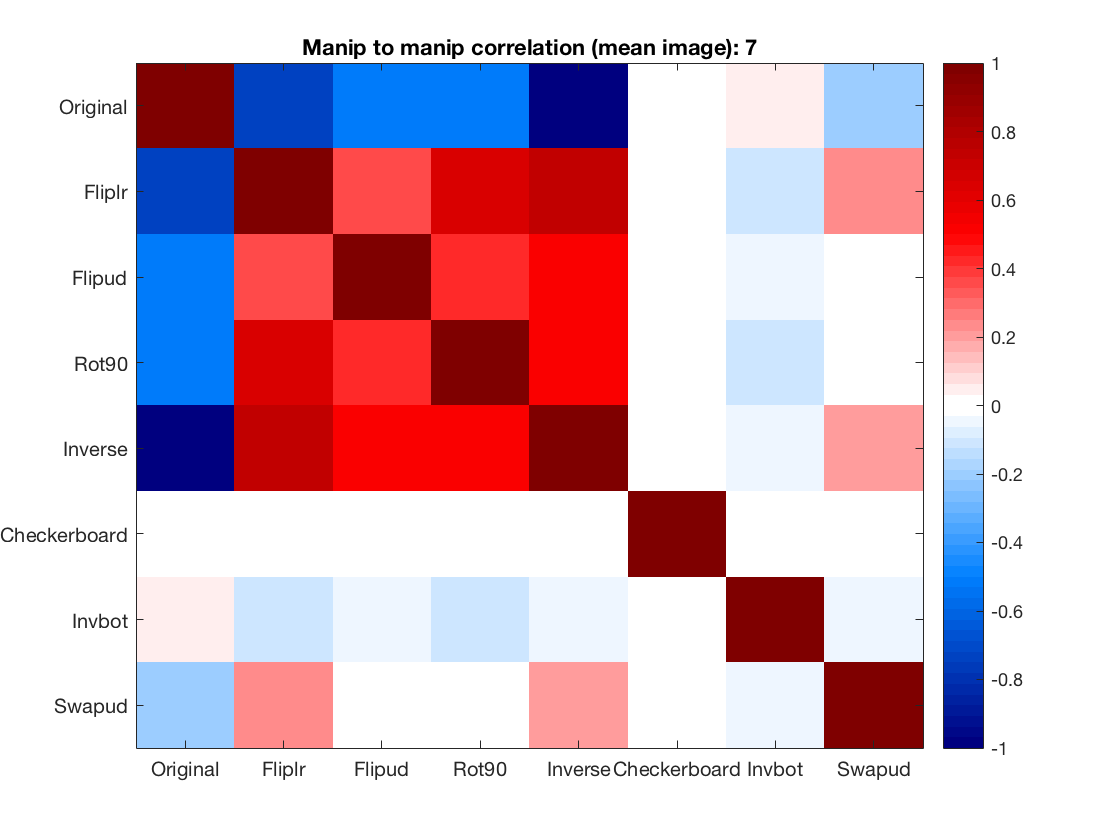 Manip to manip correlation (mean image): 7
Original
Fliplr
Flipud
Rot90
Inverse
Checkerboard
Invbot
Swapud
Original Fliplr Flipud Rot90 Inverse Checkerboard Invbot Swapud
1
0.8
0.6
0.4
0.2
0
-0.2
-0.4
-0.6
-0.8
-1